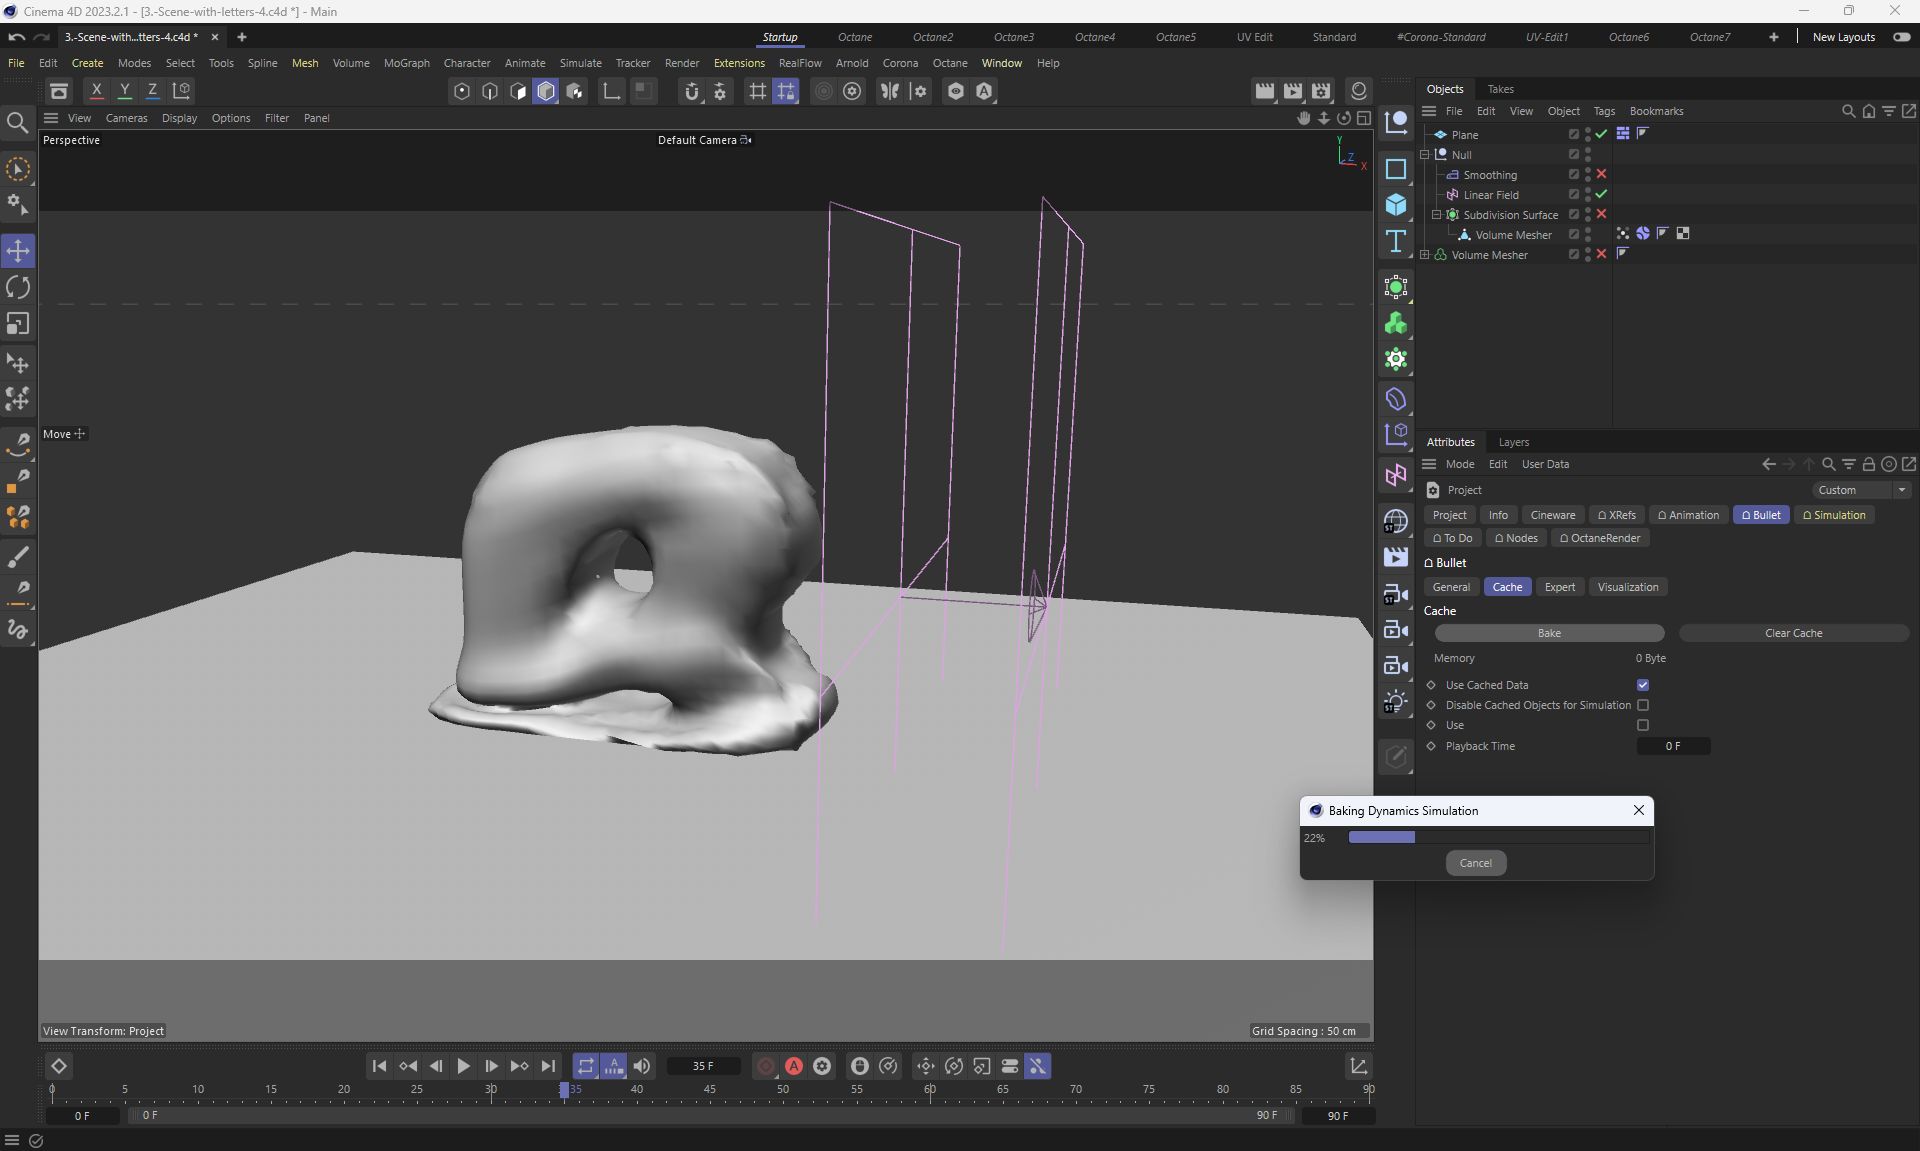 Cinema 4D 2023.2.1 - [3.-Scene-with-letters-4.c4d *] - Main
3.-Scene-with...tters-4.c4d * × +
Startup Octane Octane2 Octane3 Octane4 Octane5 UV Edit Standard #Corona-Standard UV-Edit1 Octane6 Octane7 + New Layouts
File Edit Create Modes Select Tools Spline Mesh Volume MoGraph Character Animate Simulate Tracker Render Extensions RealFlow Arnold Corona Octane Window Help
X Y Z
Objects Takes
File Edit View Object Tags Bookmarks
View Cameras Display Options Filter Panel
Perspective
Default Camera
Y
Z
X
Plane
Null
Smoothing
Linear Field
Subdivision Surface
Volume Mesher
Volume Mesher
Move
Attributes Layers
Mode Edit User Data
Project
Custom
Project Info Cineware XRefs Animation Bullet Simulation
To Do Nodes OctaneRender
Bullet
General Cache Expert Visualization
Cache
Bake Clear Cache
Memory 0 Byte
Use Cached Data
Disable Cached Objects for Simulation
Use
Playback Time 0 F
ST
ST
ST
Baking Dynamics Simulation
22%
Cancel
View Transform: Project
Grid Spacing : 50 cm
35 F
A
0 5 10 15 20 25 30 35 40 45 50 55 60 65 70 75 80 85 90
0 F 0 F 90 F 90 F